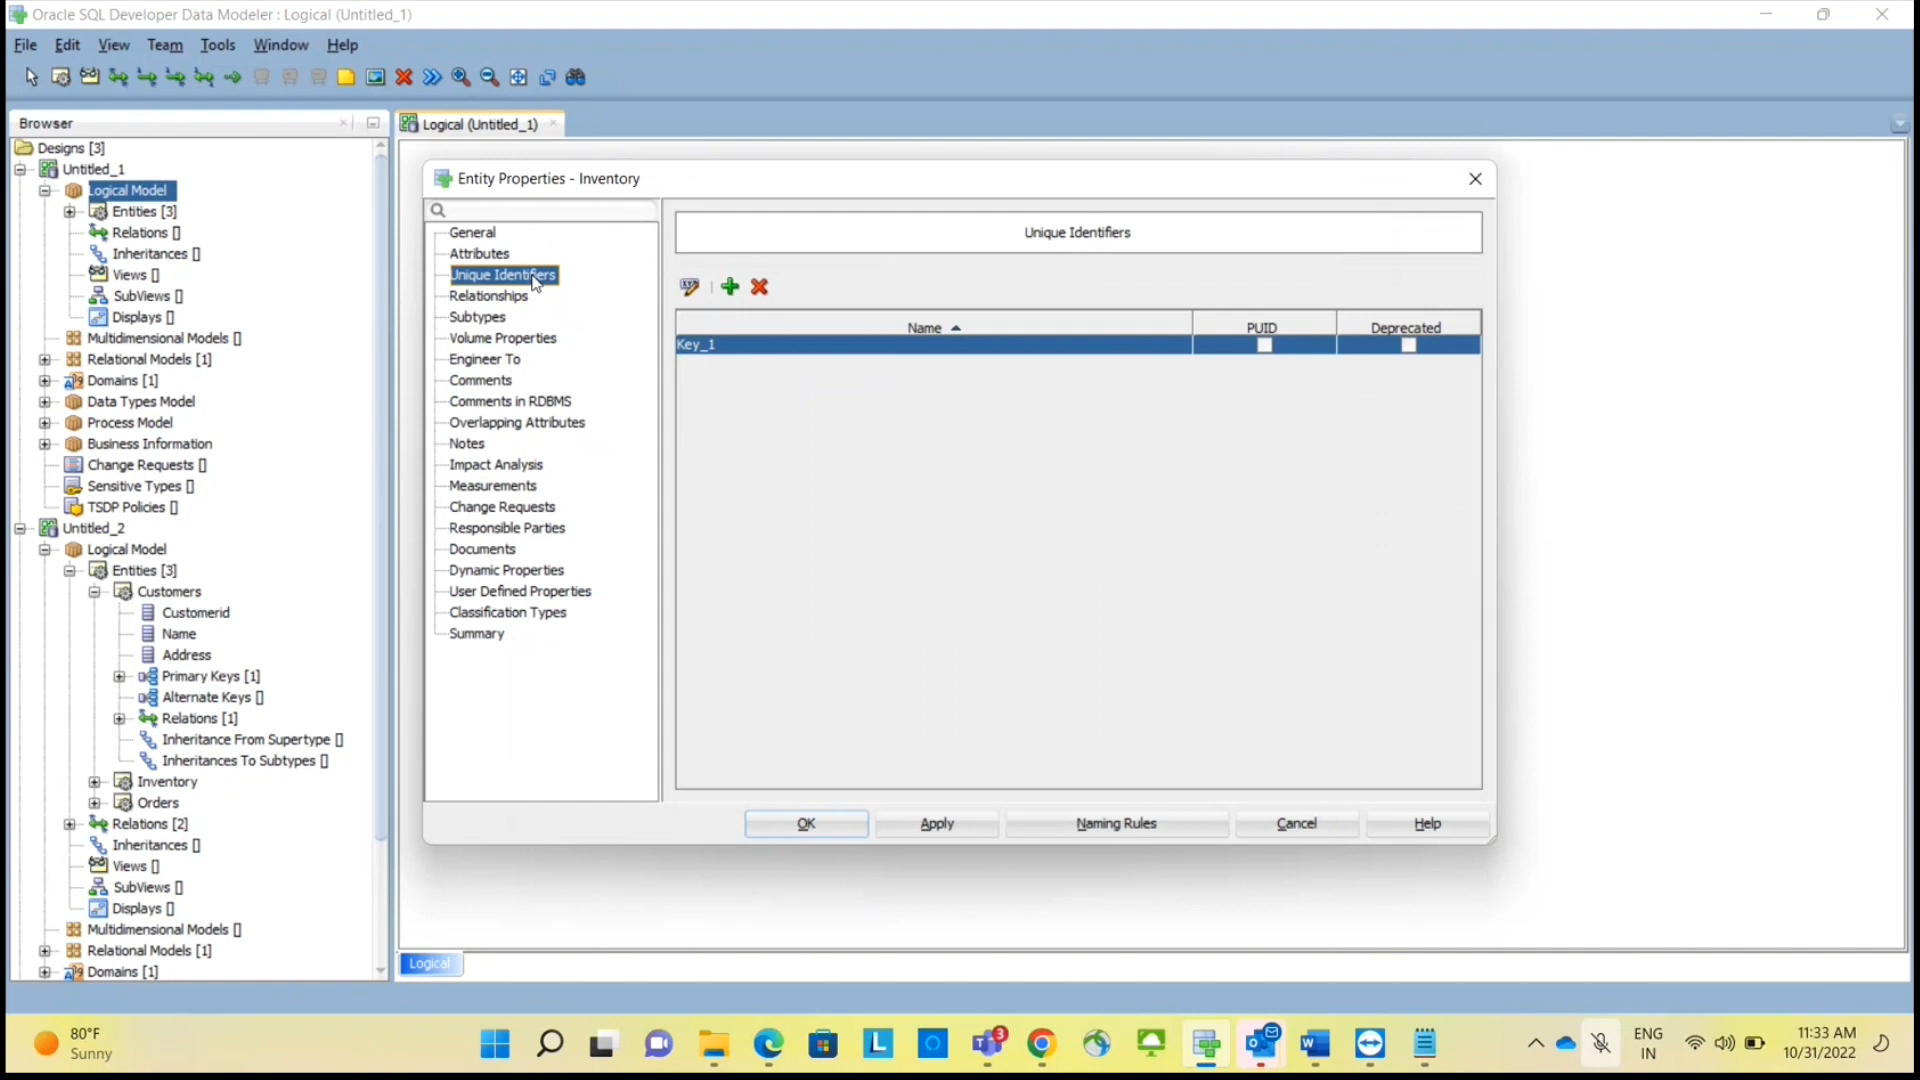 Oracle SQL Developer Data Modeler : Logical (Untitled_1)
File Edit View Team Tools Window Help
Browser
Designs [3]
Untitled_1
Logical Model
Entities [3]
Relations []
Inheritances []
Views []
SubViews []
Displays []
Multidimensional Models []
Relational Models [1]
Domains [1]
Data Types Model
Process Model
Business Information
Change Requests []
Sensitive Types []
TSDP Policies []
Untitled_2
Logical Model
Entities [3]
Customers
Customerid
Name
Address
Primary Keys [1]
Alternate Keys []
Relations [1]
Inheritance From Supertype []
Inheritances To Subtypes []
Inventory
Orders
Relations [2]
Inheritances []
Views []
SubViews []
Displays []
Multidimensional Models []
Relational Models [1]
Domains [1]
Logical (Untitled_1)
Entity Properties - Inventory
General
Attributes
Unique Identifiers
Relationships
Subtypes
Volume Properties
Engineer To
Comments
Comments in RDBMS
Overlapping Attributes
Notes
Impact Analysis
Measurements
Change Requests
Responsible Parties
Documents
Dynamic Properties
User Defined Properties
Classification Types
Summary
Unique Identifiers
Name PUID Deprecated
Key_1
OK Apply Naming Rules Cancel Help
Logical
80°F
Sunny
L
3
W
ENG
IN
11:33 AM
10/31/2022